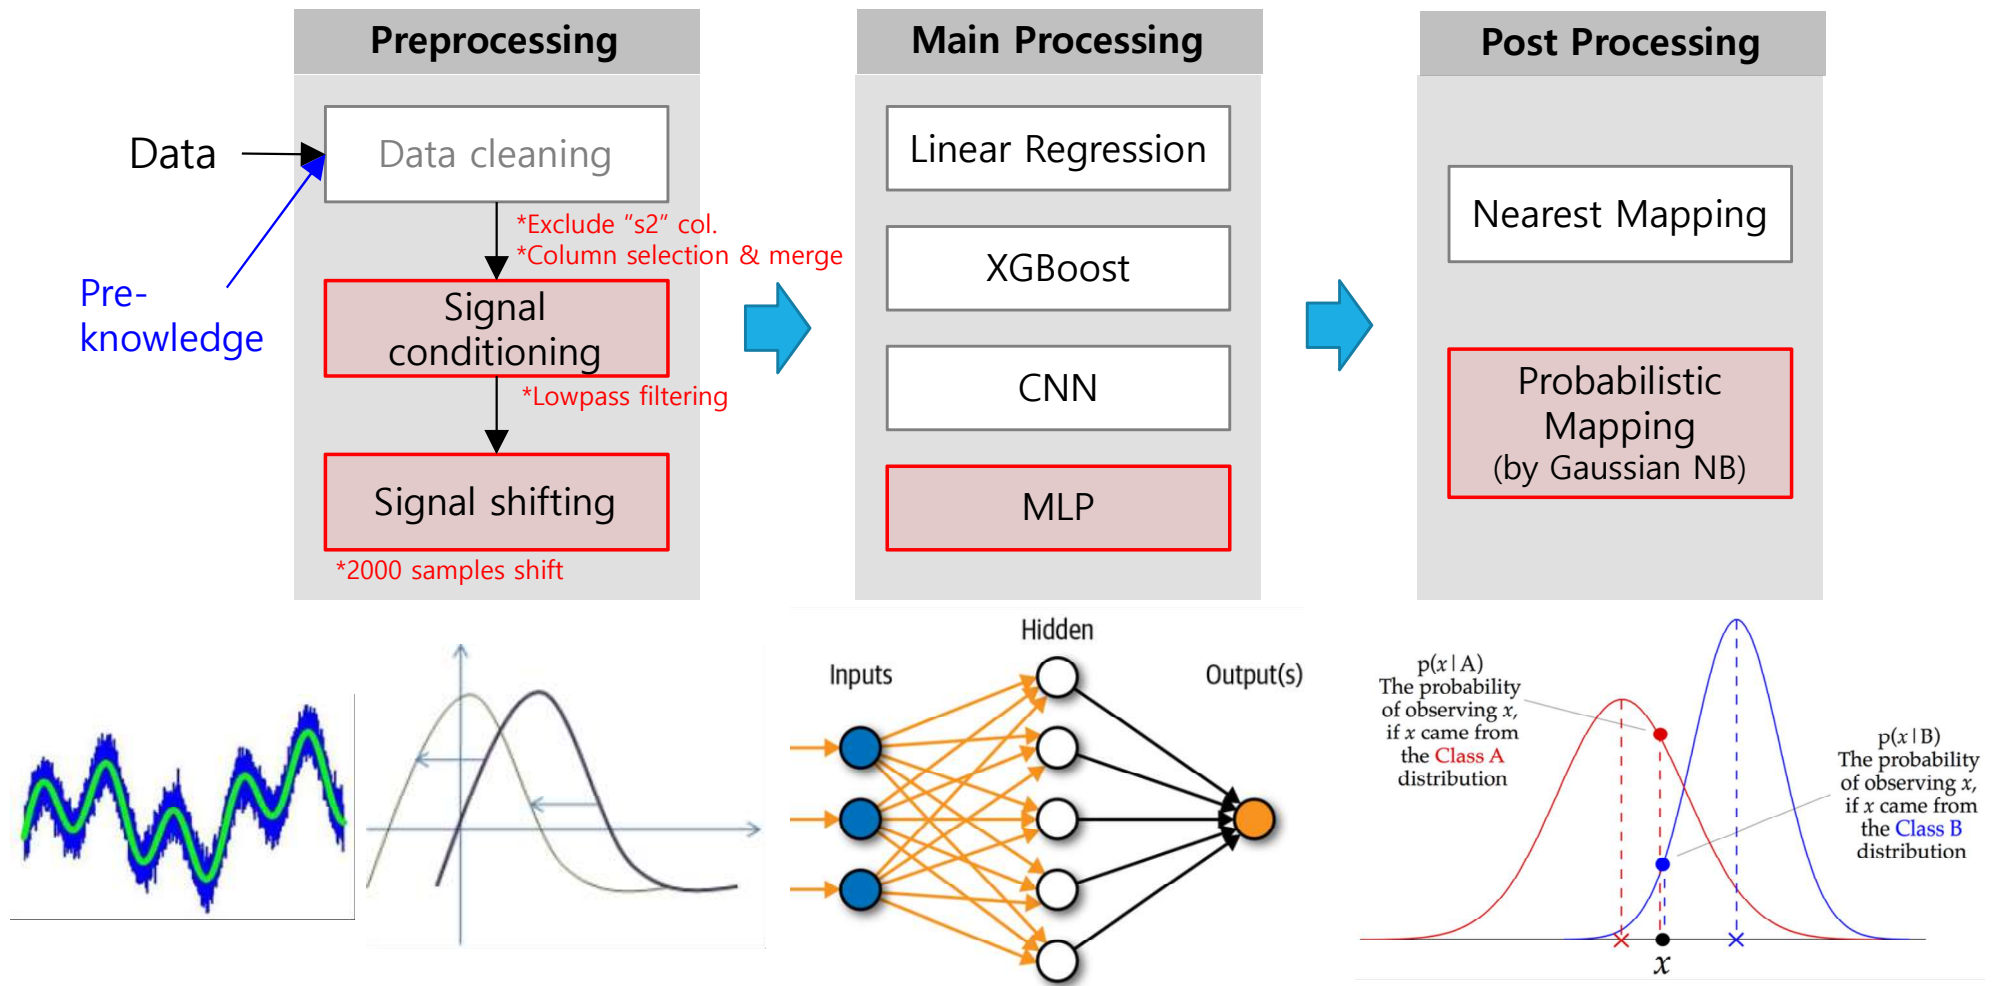 Preprocessing
Data
Pre-
knowledge
Data cleaning
*Exclude “s2” col.
*Column selection & merge
Signal
conditioning
*Lowpass filtering
Signal shifting
*2000 samples shift
Main Processing
Linear Regression
XGBoost
CNN
MLP
Post Processing
Nearest Mapping
Probabilistic
Mapping
(by Gaussian NB)
Inputs
Hidden
Output(s)
p(x|A)
The probability
of observing x,
if x came from
the Class A
distribution
p(x|B)
The probability
of observing x,
if x came from
the Class B
distribution
x